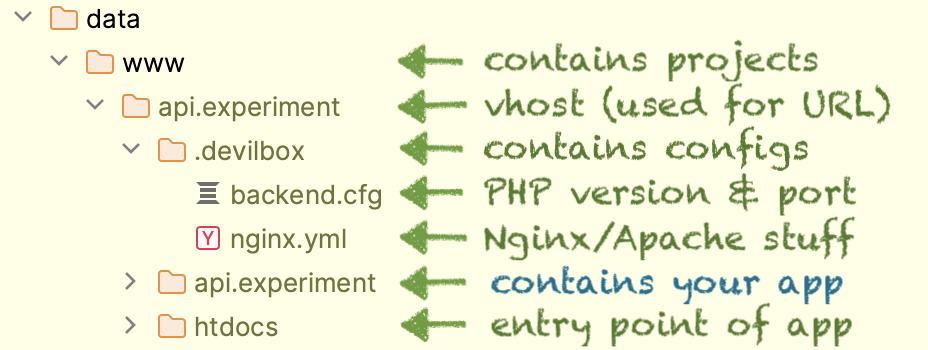 data
www contains projects
api.experiment vhost (used for URL)
.devilbox contains configs
backend.cfg PHP version & port
Y nginx.yml Nginx/Apache stuff
api.experiment contains your app
htdocs entry point of app